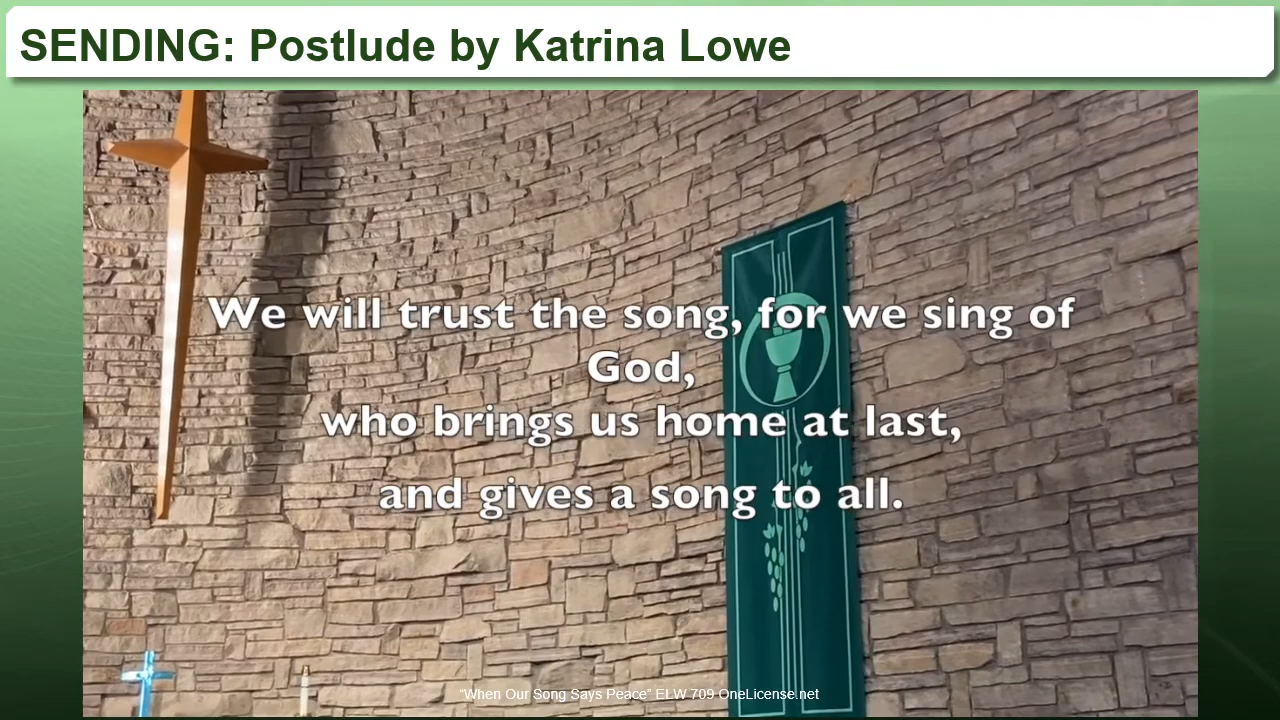 SENDING: Postlude by Katrina Lowe
We will trust the song, for we sing of
God,
who brings us home at last,
and gives a song to all.
“When Our Song Says Peace” ELW 709 OneLicense.net